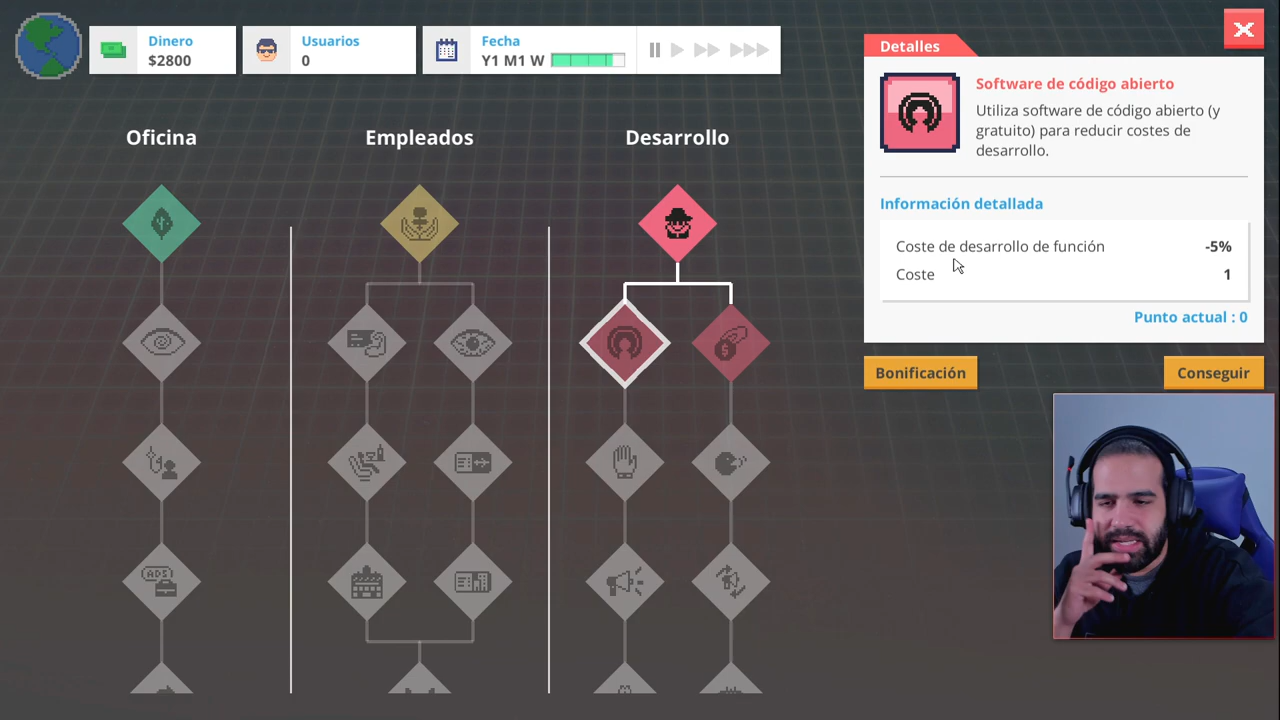 Dinero
$2800
Usuarios
0
Fecha
Y1 M1 W
Oficina
Empleados
Desarrollo
ADS
Detalles
Software de código abierto
Utiliza software de código abierto (y
gratuito) para reducir costes de
desarrollo.
Información detallada
Coste de desarrollo de función -5%
Coste 1
Punto actual : 0
Bonificación
Conseguir